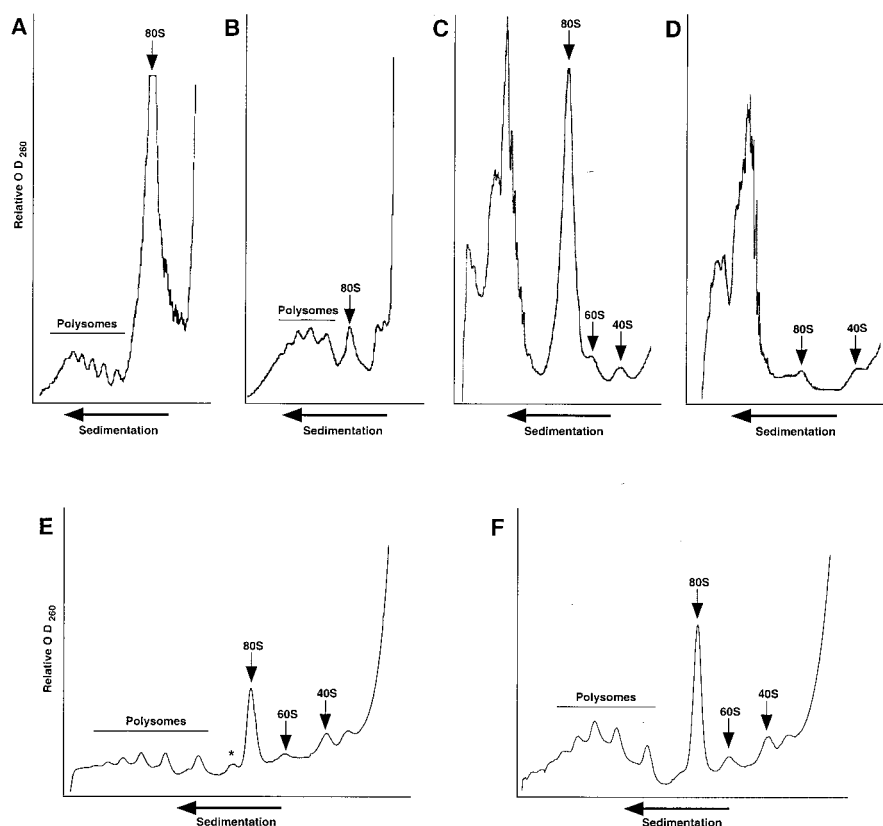 A
B
C
D
80S
80S
80S
80S
60S
40S
40S
Polysomes
Polysomes
Relative O D 260
Sedimentation
Sedimentation
Sedimentation
Sedimentation
E
F
80S
60S
40S
80S
60S
40S
Polysomes
*
Polysomes
Relative O D 260
Sedimentation
Sedimentation